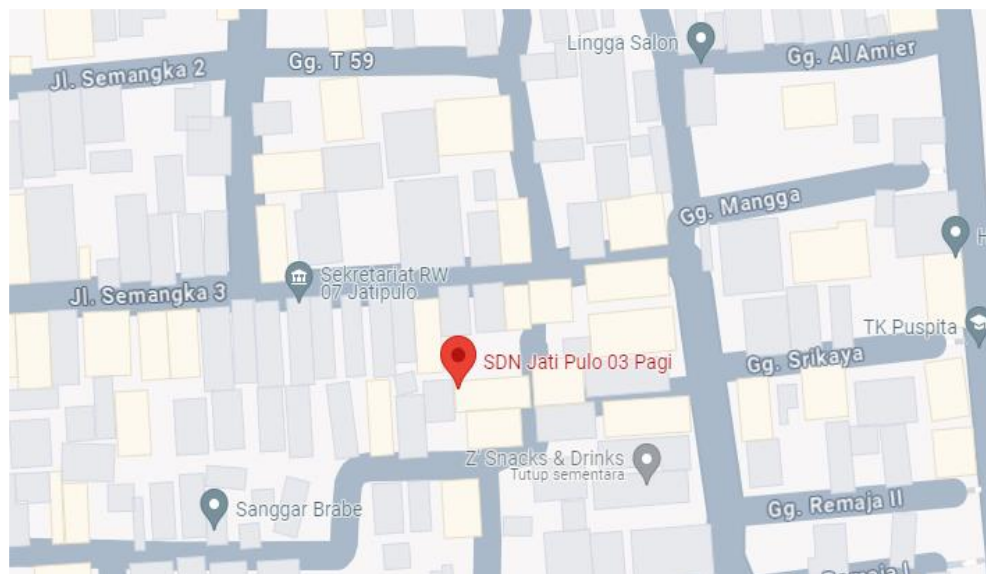 Lingga Salon
Gg. Al Amier
Gg. T 59
Jl. Semangka 2
Gg. Mangga
H
Sekretariat RW
07 Jatipulo
Jl. Semangka 3
TK Puspita
SDN Jati Pulo 03 Pagi
Gg. Srikaya
Z' Snacks & Drinks
Tutup sementara
Gg. Remaja II
Sanggar Brabe
Remaja I